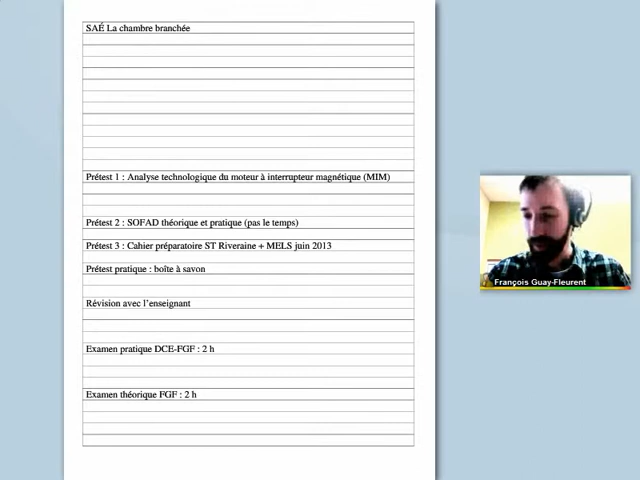 SAÉ La chambre branchée
Prétest 1 : Analyse technologique du moteur à interrupteur magnétique (MIM)
Prétest 2 : SOFAD théorique et pratique (pas le temps)
Prétest 3 : Cahier préparatoire ST Riveraine + MELS juin 2013
Prétest pratique : boîte à savon
Révision avec l'enseignant
Examen pratique DCE-FGF : 2 h
Examen théorique FGF : 2 h
François Guay-Fleurent